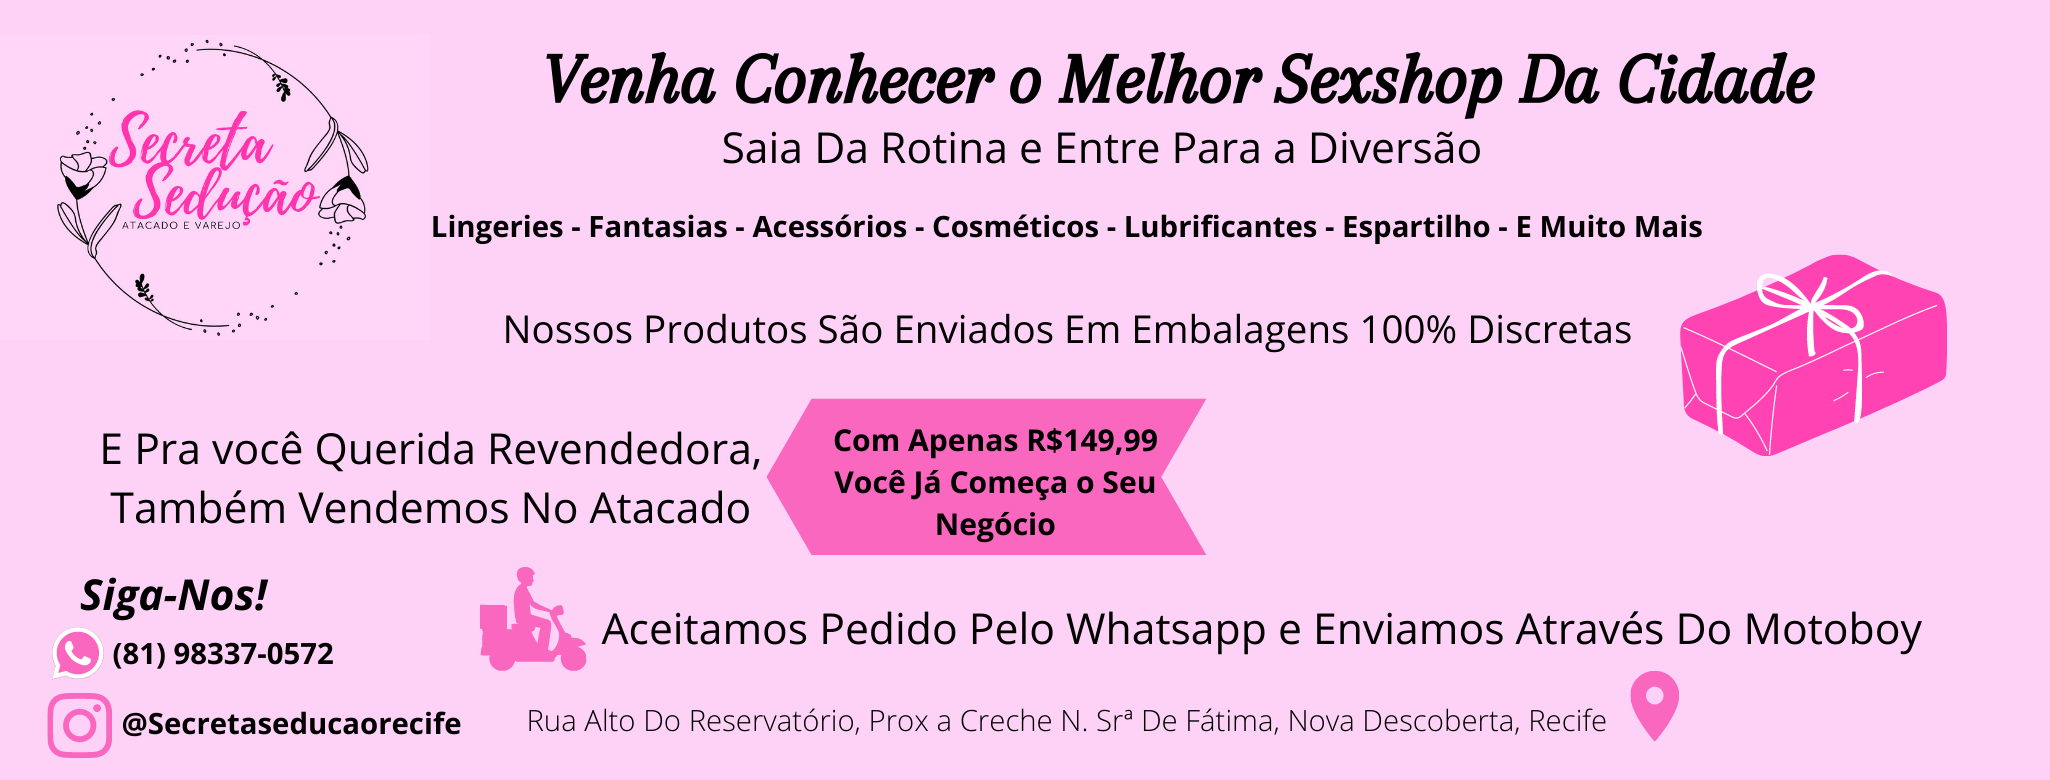 Secreta
Sedução
ATACADO E VAREJO
Venha Conhecer o Melhor Sexshop Da Cidade
Saia Da Rotina e Entre Para a Diversão
Lingeries - Fantasias - Acessórios - Cosméticos - Lubrificantes - Espartilho - E Muito Mais
Nossos Produtos São Enviados Em Embalagens 100% Discretas
E Pra você Querida Revendedora,
Também Vendemos No Atacado
Com Apenas R$149,99
Você Já Começa o Seu
Negócio
Siga-Nos!
(81) 98337-0572
@Secretaseducaorecife
Aceitamos Pedido Pelo Whatsapp e Enviamos Através Do Motoboy
Rua Alto Do Reservatório, Prox a Creche N. Srª De Fátima, Nova Descoberta, Recife